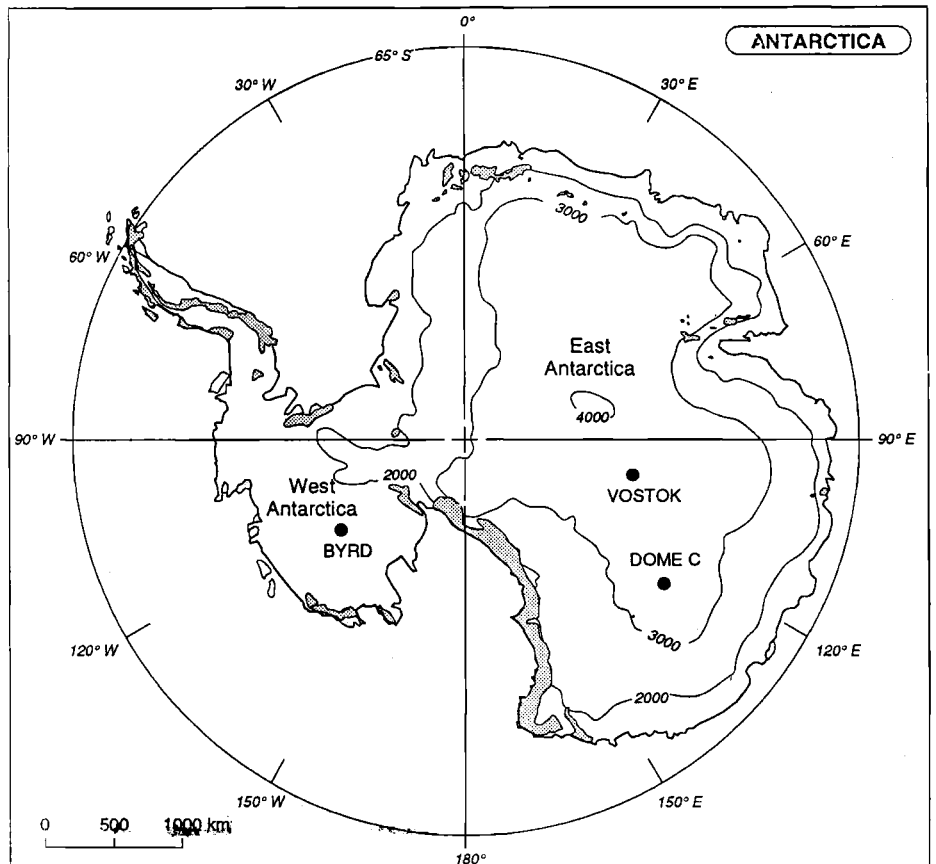 0°
ANTARCTICA
65° S
30° W
30° E
3000
60° W
60° E
East
Antarctica
4000
90° W
90° E
2000
West
Antarctica
VOSTOK
BYRD
DOME C
3000
120° W
120° E
2000
150° W
150° E
0 500 1000 km
180°